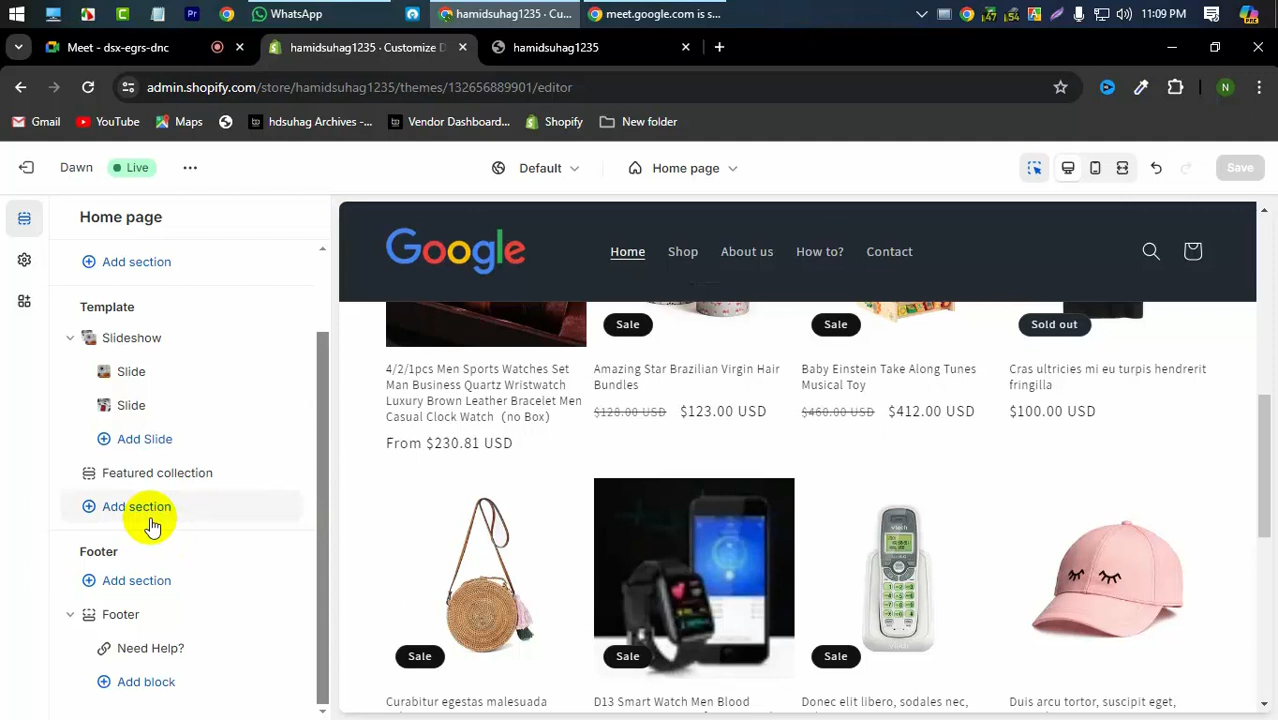 WhatsApp
hamidsuhag1235 · Cu...
meet.google.com is s...
47
54
11:09 PM
Meet - dsx-egrs-dnc
hamidsuhag1235 · Customize D
hamidsuhag1235
admin.shopify.com/store/hamidsuhag1235/themes/132656889901/editor
N
Gmail
YouTube
Maps
hdsuhag Archives -...
Vendor Dashboard...
Shopify
New folder
Dawn
Live
Default
Home page
Save
Home page
Add section
Template
Slideshow
Slide
Slide
Add Slide
Featured collection
Add section
Footer
Add section
Footer
Need Help?
Add block
Google
Home
Shop
About us
How to?
Contact
Sale
Sale
Sold out
4/2/1pcs Men Sports Watches Set
Man Business Quartz Wristwatch
Luxury Brown Leather Bracelet Men
Casual Clock Watch（no Box）
From $230.81 USD
Amazing Star Brazilian Virgin Hair
Bundles
$128.00 USD $123.00 USD
Baby Einstein Take Along Tunes
Musical Toy
$460.00 USD $412.00 USD
Cras ultricies mi eu turpis hendrerit
fringilla
$100.00 USD
Sale
Sale
Sale
Curabitur egestas malesuada
D13 Smart Watch Men Blood
Donec elit libero, sodales nec,
Duis arcu tortor, suscipit eget,